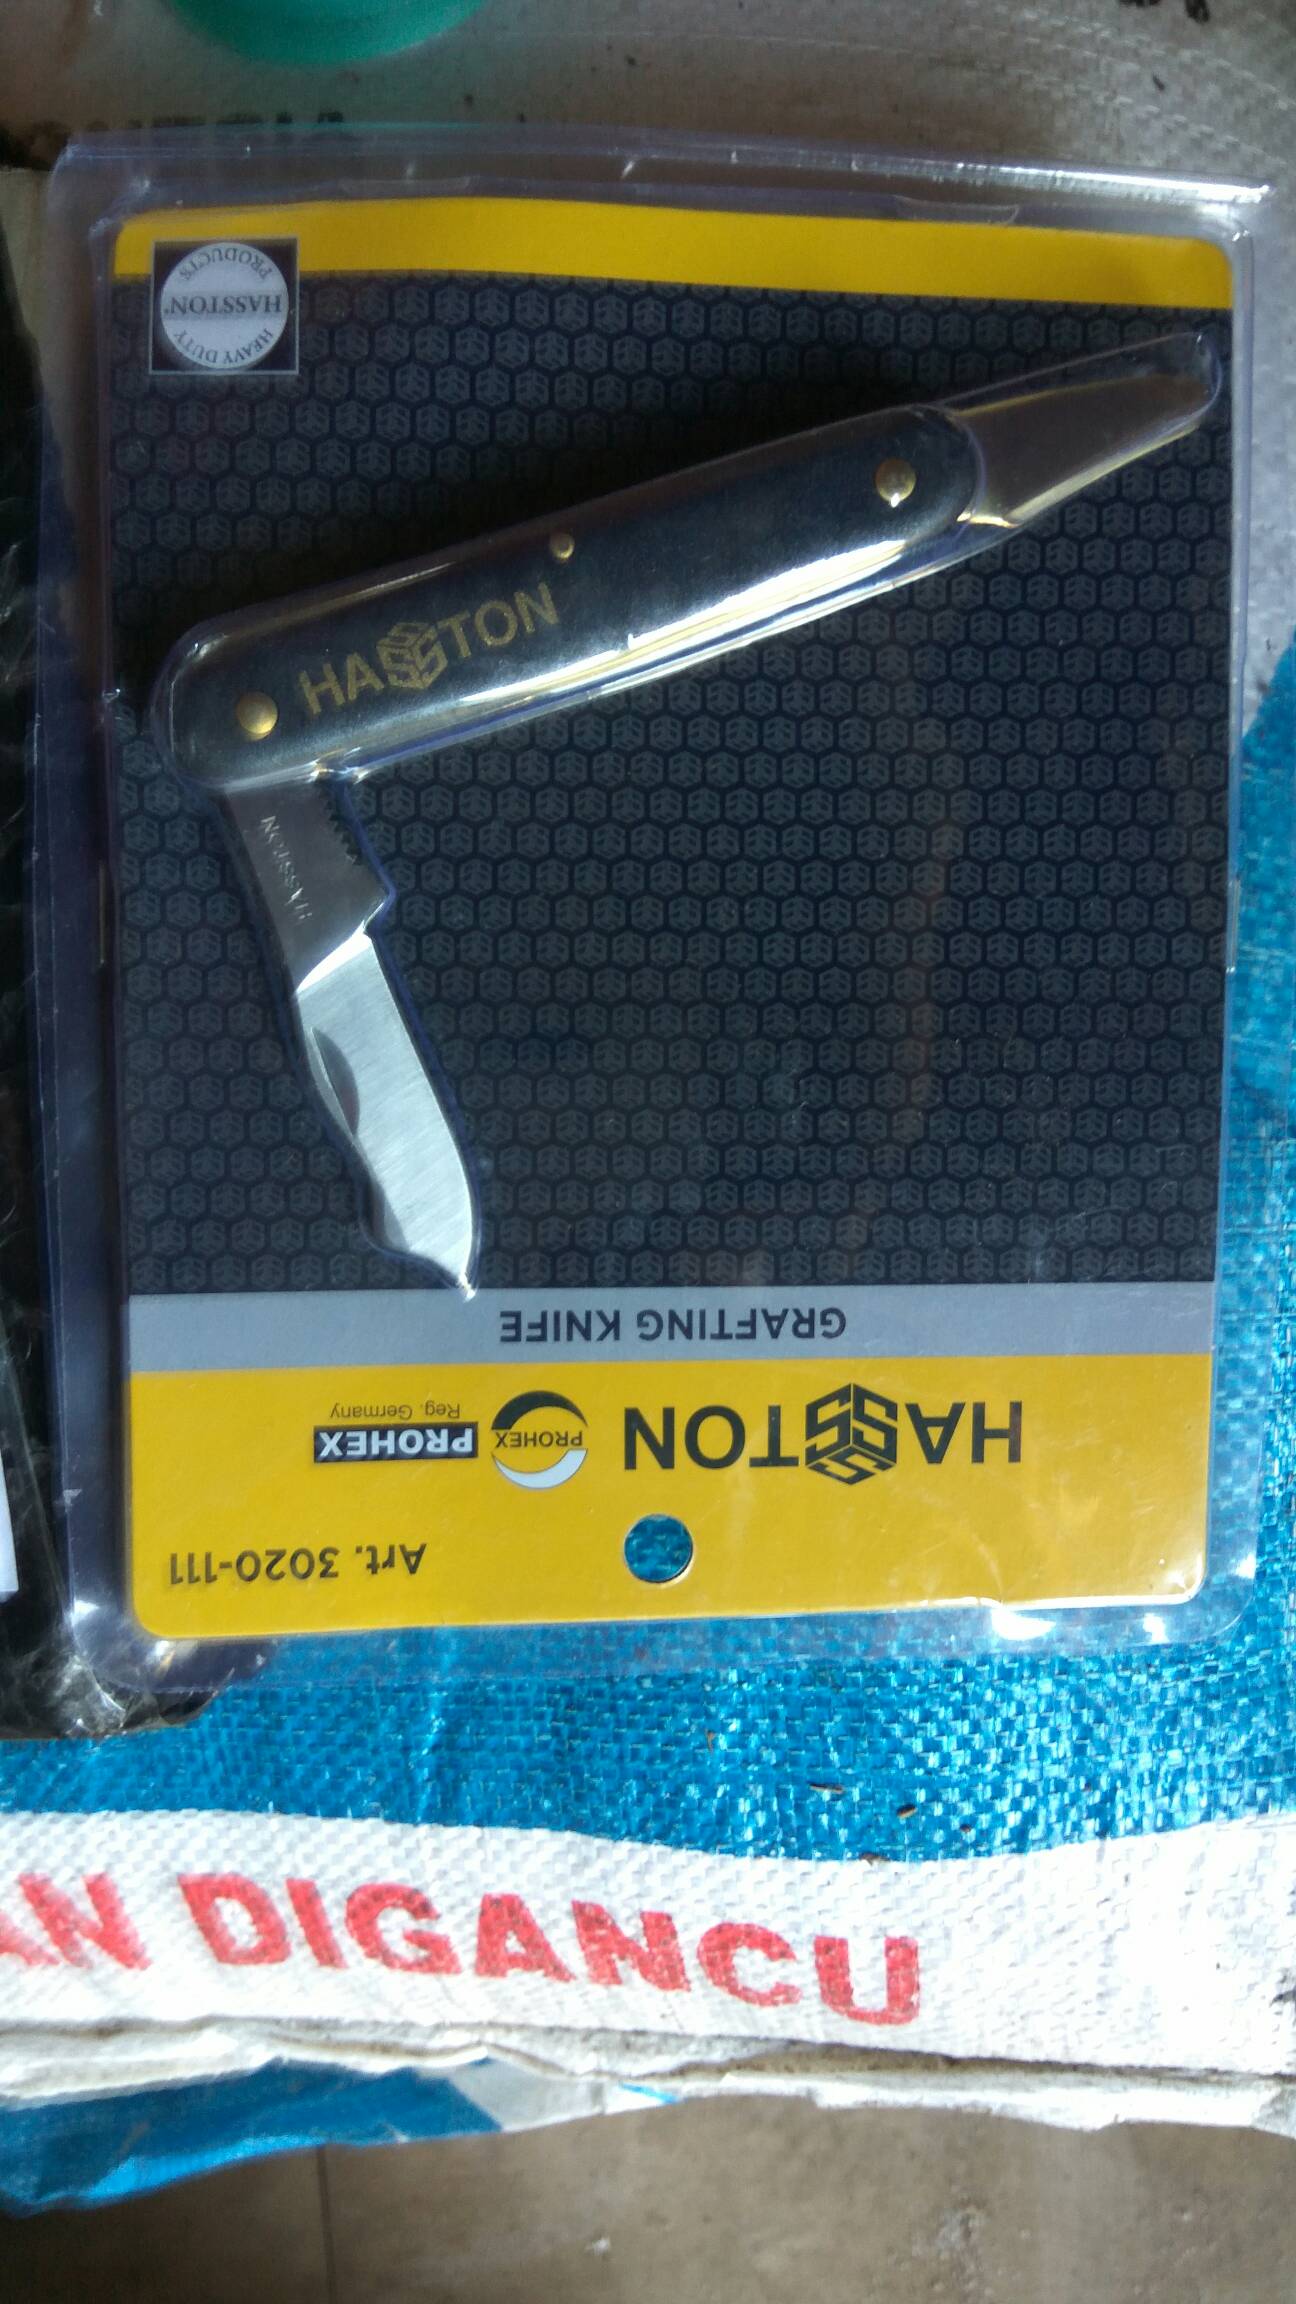 Art. 3020-111
HASSTON PROHEX PROHEX
Reg. Germany
GRAFTING KNIFE
HASSTON
HASSTON
HEAVY DUTY
HASSTON®
PRODUCTS
AN DIGANCU